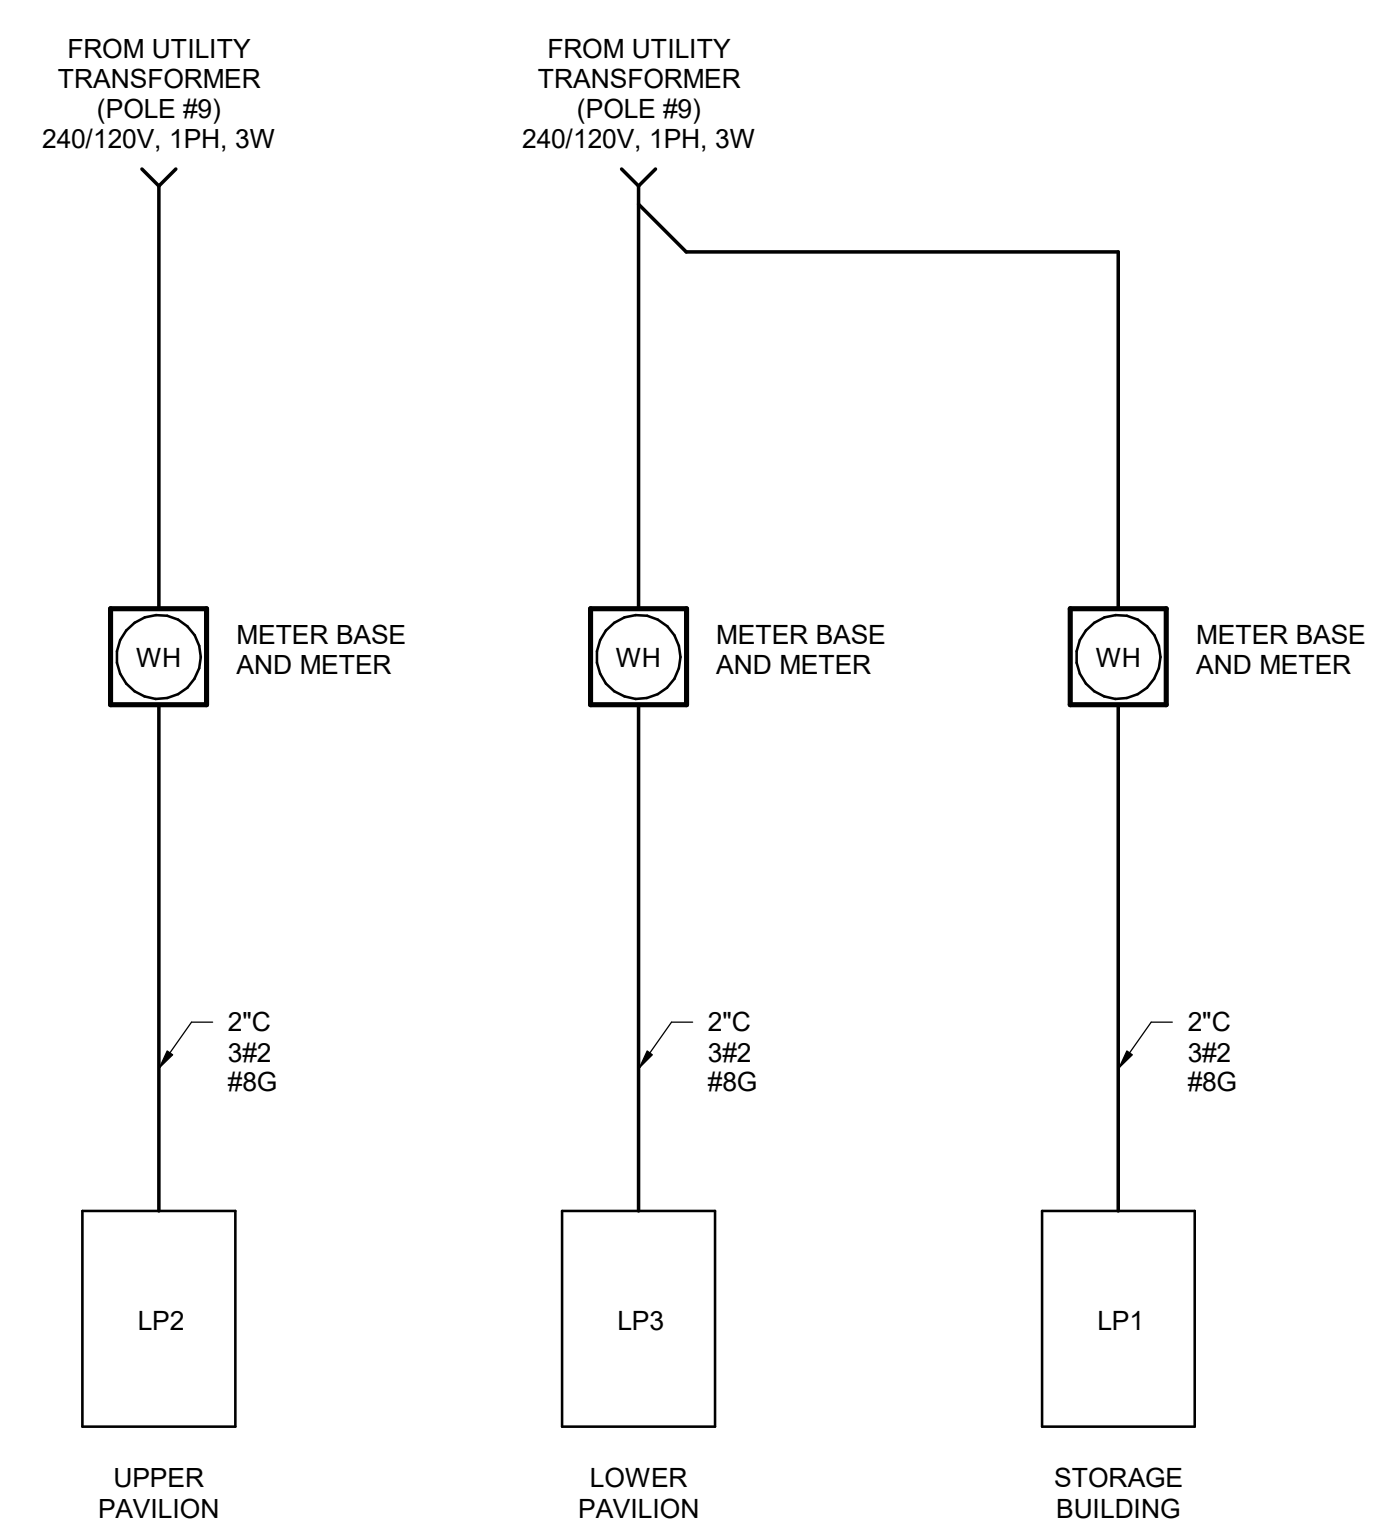 FROM UTILITY
TRANSFORMER
(POLE #9)
240/120V, 1PH, 3W
FROM UTILITY
TRANSFORMER
(POLE #9)
240/120V, 1PH, 3W
WH
METER BASE
AND METER
WH
METER BASE
AND METER
WH
METER BASE
AND METER
2"C
3#2
#8G
2"C
3#2
#8G
2"C
3#2
#8G
LP2
LP3
LP1
UPPER
PAVILION
LOWER
PAVILION
STORAGE
BUILDING